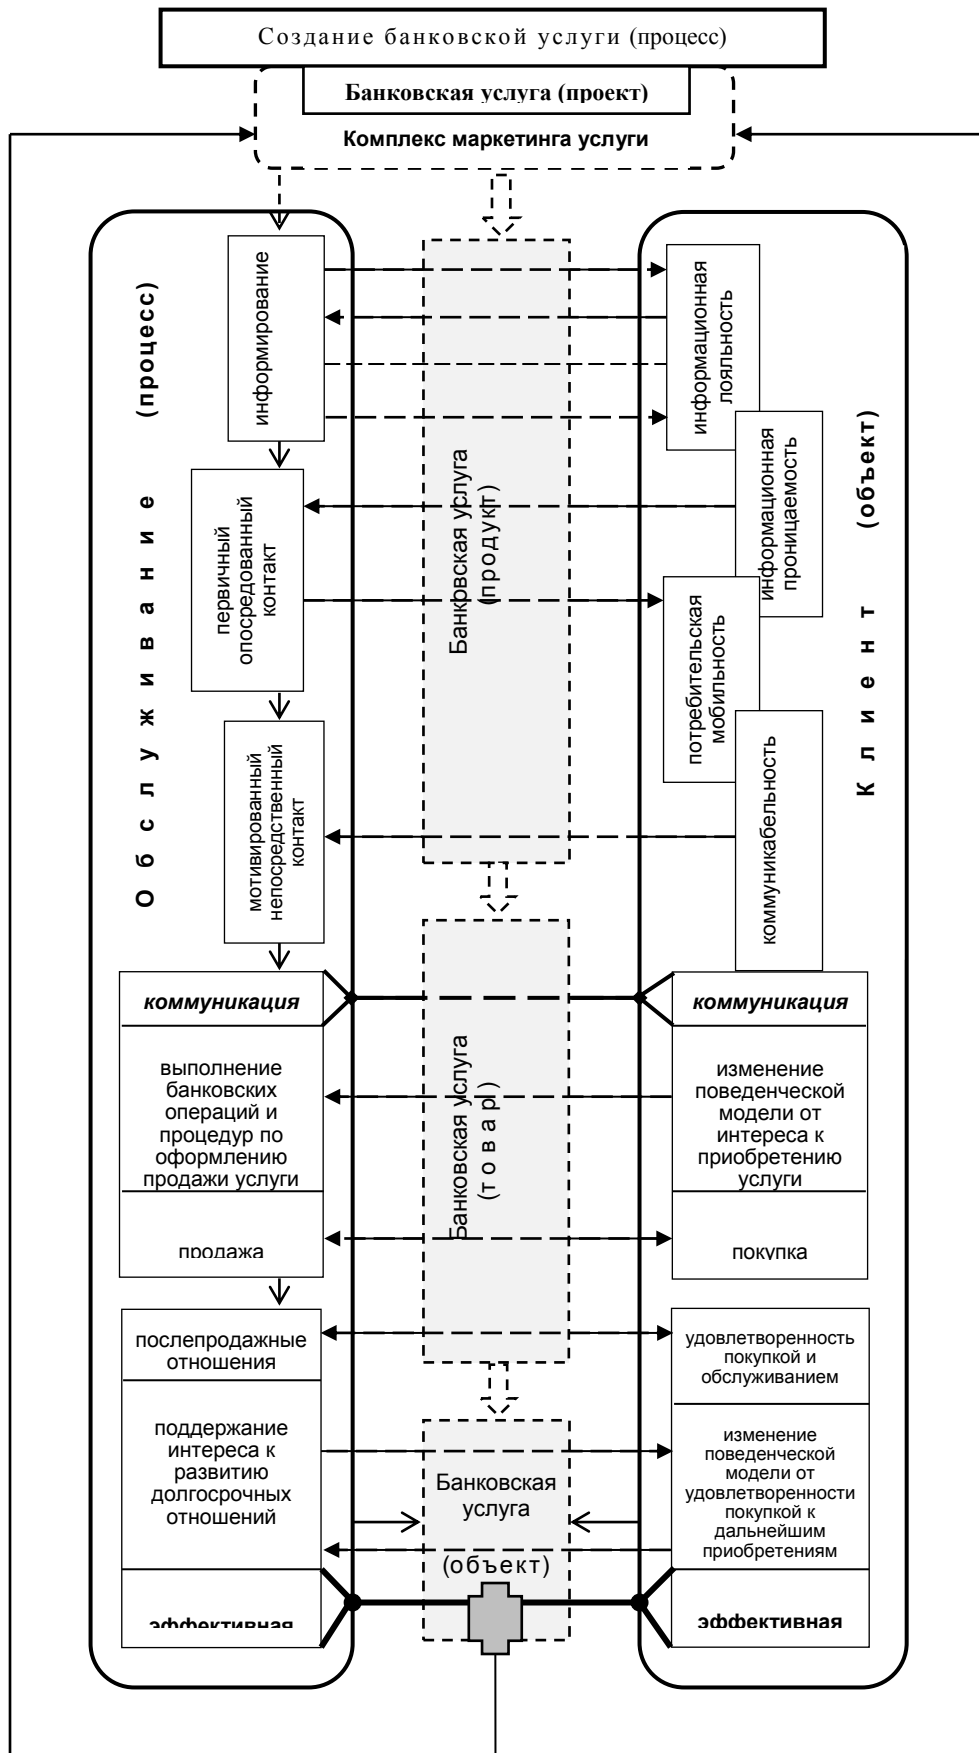 Создание банковской услуги (процесс)
Банковская услуга (проект)
Комплекс маркетинга услуги
Обслуживание (процесс)
информирование
первичный
опосредованный
контакт
мотивированный
непосредственный
контакт
коммуникация
выполнение
банковских
операций и
процедур по
оформлению
продажи услуги
продажа
послепродажные
отношения
поддержание
интереса к
развитию
долгосрочных
отношений
эффективная
Банковская услуга
(продукт)
Банковская услуга
(товар)
Банковская
услуга
(объект)
Клиент (объект)
информационная
лояльность
информационная
проницаемость
потребительская
мобильность
коммуникабельность
коммуникация
изменение
поведенческой
модели от
интереса к
приобретению
услуги
покупка
удовлетворенность
покупкой и
обслуживанием
изменение
поведенческой
модели от
удовлетворенности
покупкой к
дальнейшим
приобретениям
эффективная